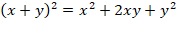 (x + y)² = x² + 2xy + y²